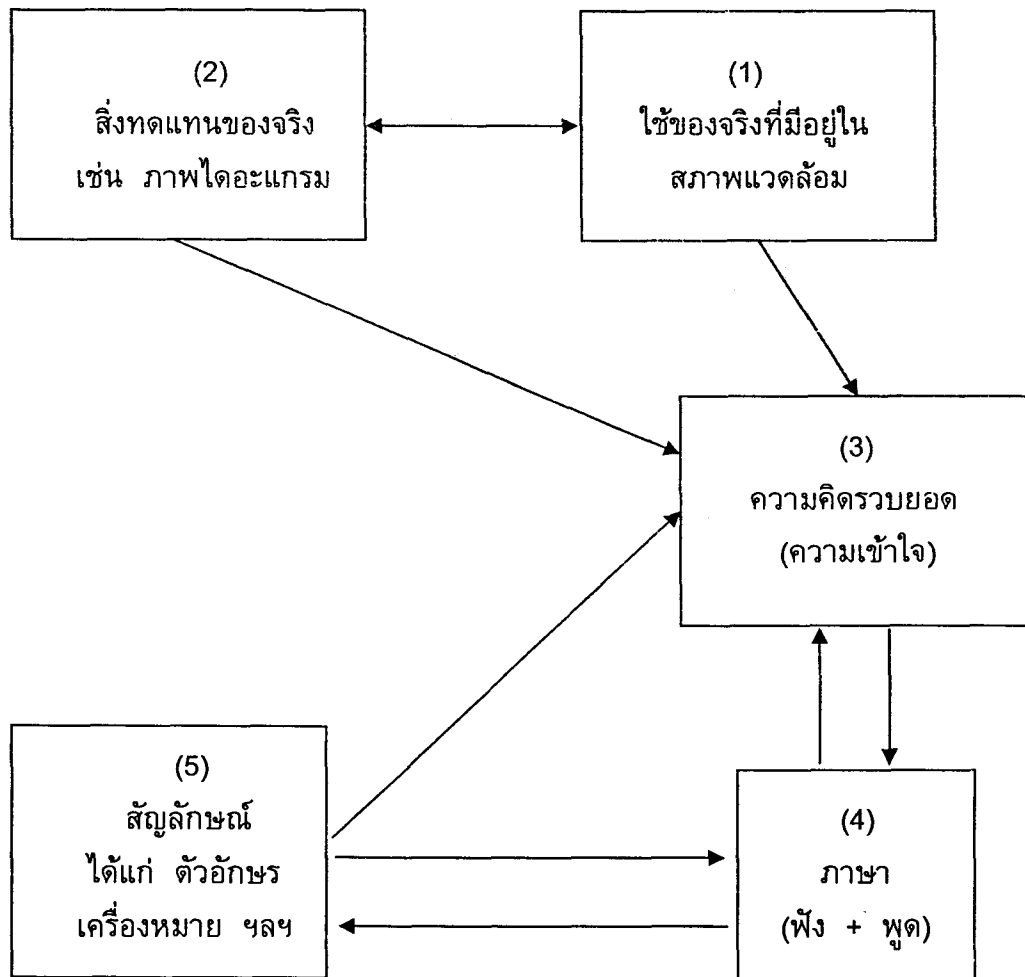 (2)
สิ่งทดแทนของจริง
เช่น ภาพไดอะแกรม
(1)
ใช้ของจริงที่มีอยู่ใน
สภาพแวดล้อม
(3)
ความคิดรวบยอด
(ความเข้าใจ)
(5)
สัญลักษณ์
ได้แก่ ตัวอักษร
เครื่องหมาย ฯลฯ
(4)
ภาษา
(ฟัง + พูด)